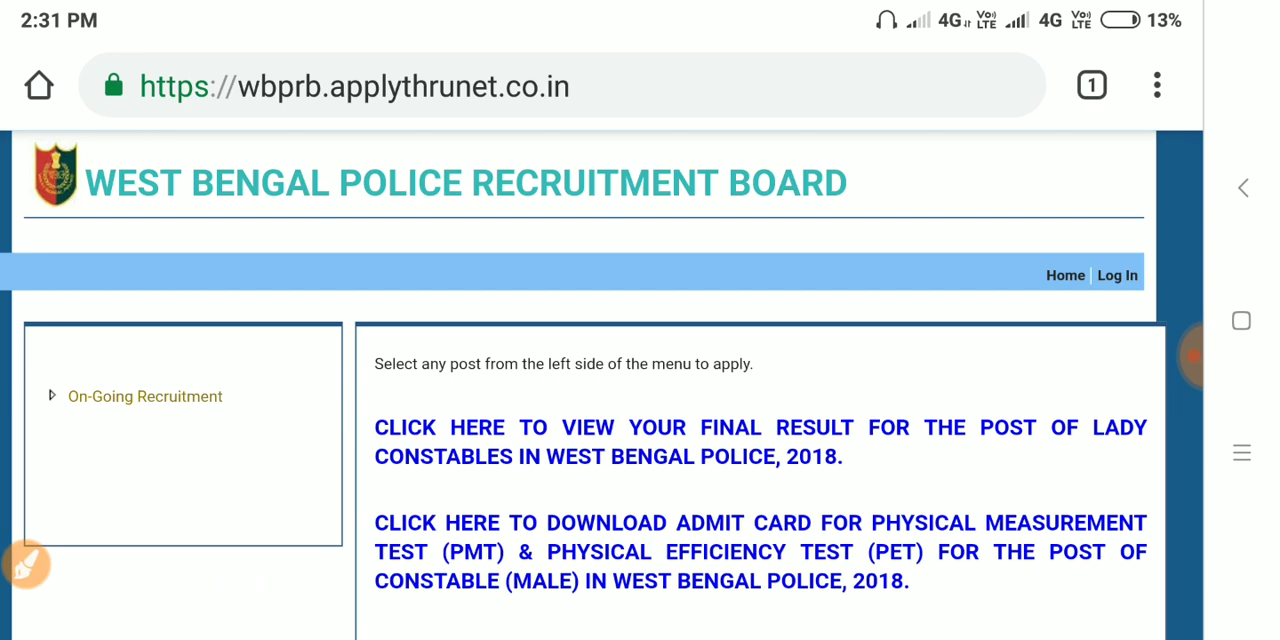 2:31 PM 4G VoLTE 4G VoLTE 13%
https://wbprb.applythrunet.co.in 1
WEST BENGAL POLICE RECRUITMENT BOARD
Home Log In
Select any post from the left side of the menu to apply.
On-Going Recruitment
CLICK HERE TO VIEW YOUR FINAL RESULT FOR THE POST OF LADY
CONSTABLES IN WEST BENGAL POLICE, 2018.
CLICK HERE TO DOWNLOAD ADMIT CARD FOR PHYSICAL MEASUREMENT
TEST (PMT) & PHYSICAL EFFICIENCY TEST (PET) FOR THE POST OF
CONSTABLE (MALE) IN WEST BENGAL POLICE, 2018.